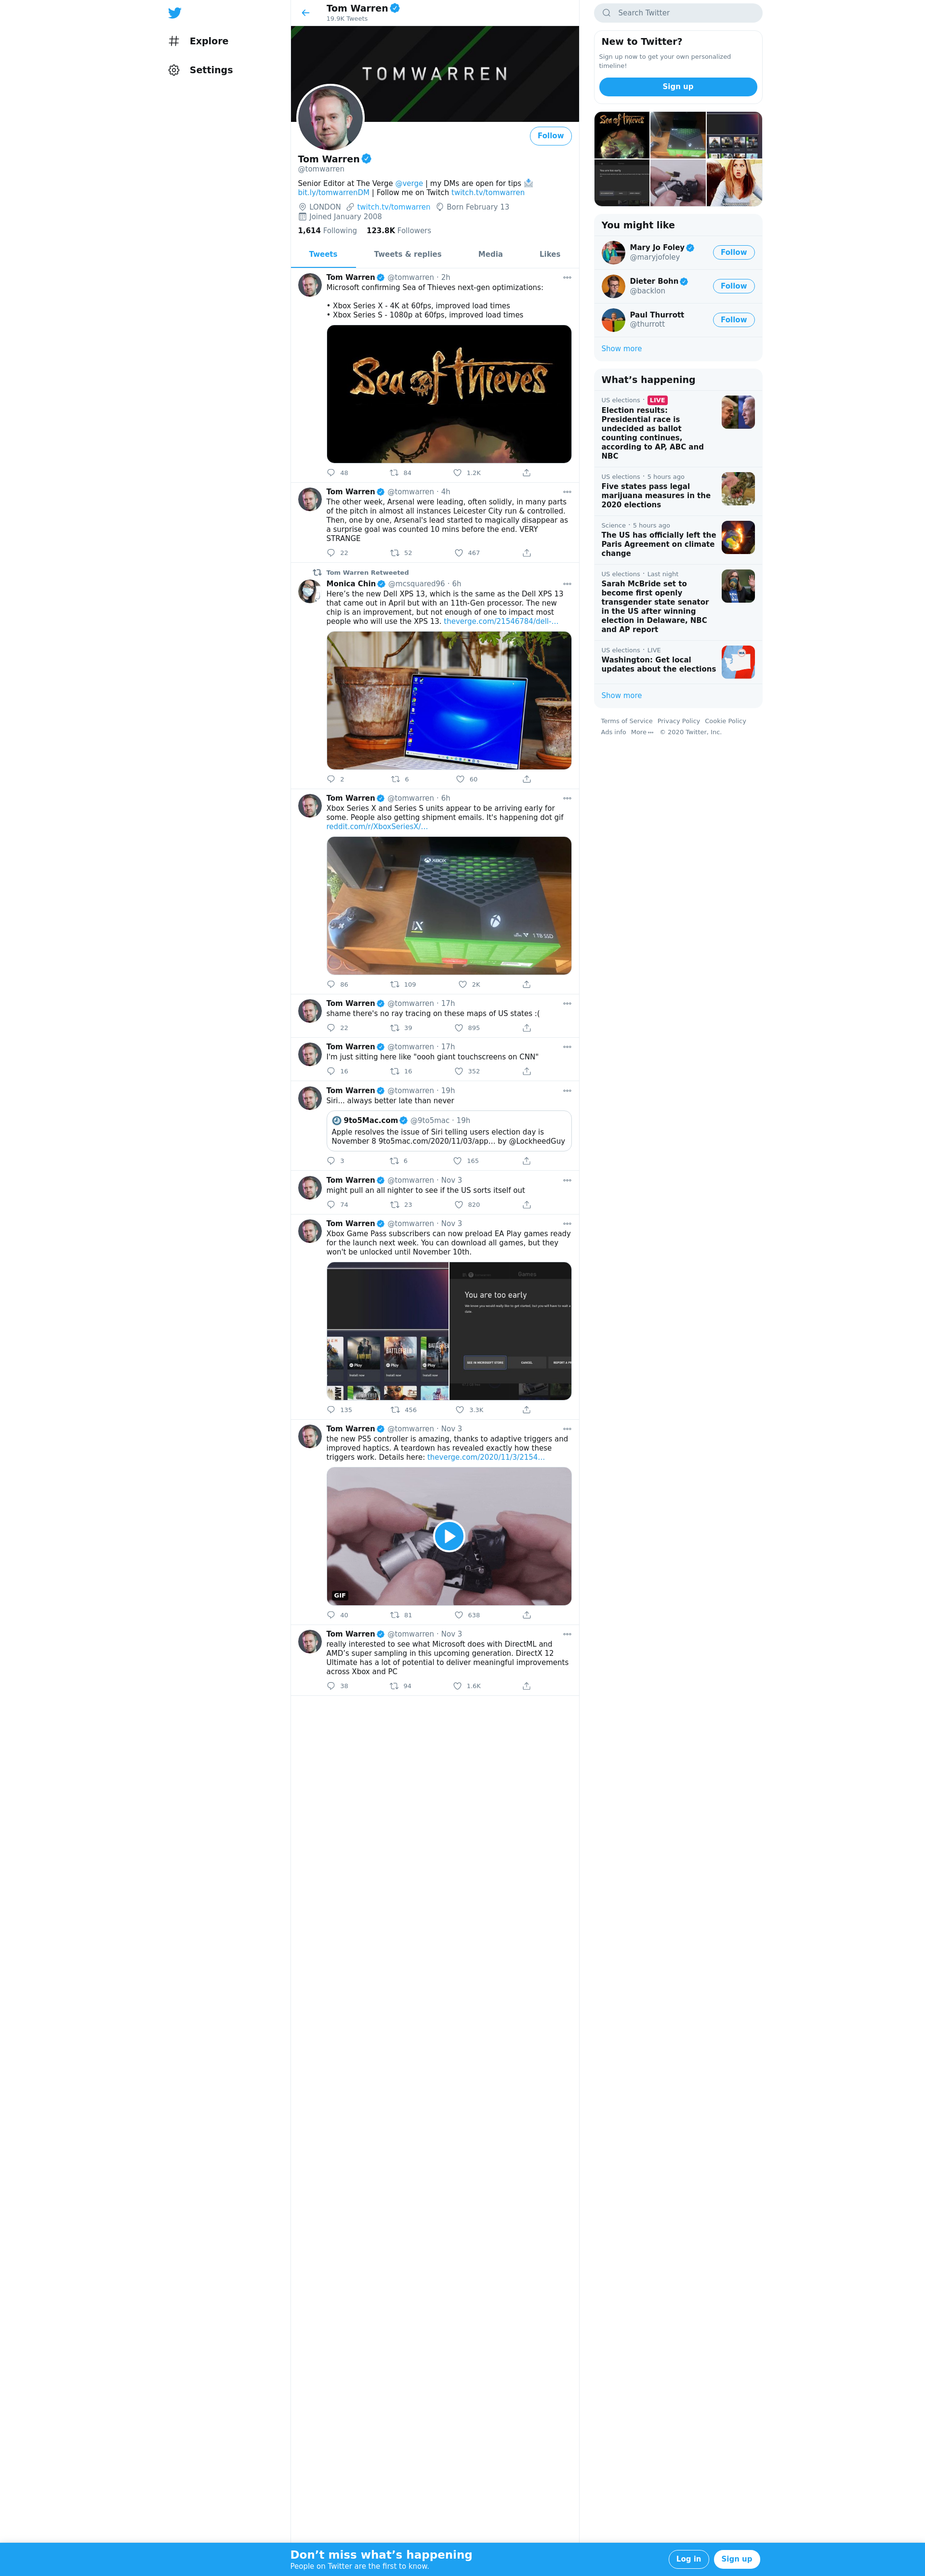 Explore
Settings
Tom Warren
19.9K Tweets
TOMWARREN
Follow
Tom Warren
@tomwarren
Senior Editor at The Verge @verge | my DMs are open for tips 📩
bit.ly/tomwarrenDM | Follow me on Twitch twitch.tv/tomwarren
LONDON twitch.tv/tomwarren Born February 13
Joined January 2008
1,614 Following 123.8K Followers
Tweets Tweets & replies Media Likes
Tom Warren @tomwarren · 2h
Microsoft confirming Sea of Thieves next-gen optimizations:
• Xbox Series X - 4K at 60fps, improved load times
• Xbox Series S - 1080p at 60fps, improved load times
Sea of Thieves
48 84 1.2K
Tom Warren @tomwarren · 4h
The other week, Arsenal were leading, often solidly, in many parts
of the pitch in almost all instances Leicester City run & controlled.
Then, one by one, Arsenal's lead started to magically disappear as
a surprise goal was counted 10 mins before the end. VERY
STRANGE
22 52 467
Tom Warren Retweeted
Monica Chin @mcsquared96 · 6h
Here's the new Dell XPS 13, which is the same as the Dell XPS 13
that came out in April but with an 11th-Gen processor. The new
chip is an improvement, but not enough of one to impact most
people who will use the XPS 13. theverge.com/21546784/dell-…
2 6 60
Tom Warren @tomwarren · 6h
Xbox Series X and Series S units appear to be arriving early for
some. People also getting shipment emails. It's happening dot gif
reddit.com/r/XboxSeriesX/…
XBOX
X
1 TB SSD
86 109 2K
Tom Warren @tomwarren · 17h
shame there's no ray tracing on these maps of US states :(
22 39 895
Tom Warren @tomwarren · 17h
I'm just sitting here like "oooh giant touchscreens on CNN"
16 16 352
Tom Warren @tomwarren · 19h
Siri... always better late than never
9to5Mac.com @9to5mac · 19h
Apple resolves the issue of Siri telling users election day is
November 8 9to5mac.com/2020/11/03/app… by @LockheedGuy
3 6 165
Tom Warren @tomwarren · Nov 3
might pull an all nighter to see if the US sorts itself out
74 23 820
Tom Warren @tomwarren · Nov 3
Xbox Game Pass subscribers can now preload EA Play games ready
for the launch next week. You can download all games, but they
won't be unlocked until November 10th.
Games
You are too early
Play Play Play
Install now Install now Install now
SEE IN MICROSOFT STORE CANCEL
135 456 3.3K
Tom Warren @tomwarren · Nov 3
the new PS5 controller is amazing, thanks to adaptive triggers and
improved haptics. A teardown has revealed exactly how these
triggers work. Details here: theverge.com/2020/11/3/2154…
GIF
40 81 638
Tom Warren @tomwarren · Nov 3
really interested to see what Microsoft does with DirectML and
AMD's super sampling in this upcoming generation. DirectX 12
Ultimate has a lot of potential to deliver meaningful improvements
across Xbox and PC
38 94 1.6K
Search Twitter
New to Twitter?
Sign up now to get your own personalized
timeline!
Sign up
Sea of Thieves
You might like
Mary Jo Foley
@maryjofoley
Follow
Dieter Bohn
@backlon
Follow
Paul Thurrott
@thurrott
Follow
Show more
What's happening
US elections · LIVE
Election results:
Presidential race is
undecided as ballot
counting continues,
according to AP, ABC and
NBC
US elections · 5 hours ago
Five states pass legal
marijuana measures in the
2020 elections
Science · 5 hours ago
The US has officially left the
Paris Agreement on climate
change
US elections · Last night
Sarah McBride set to
become first openly
transgender state senator
in the US after winning
election in Delaware, NBC
and AP report
US elections · LIVE
Washington: Get local
updates about the elections
Show more
Terms of Service Privacy Policy Cookie Policy
Ads info More ••• © 2020 Twitter, Inc.
Don't miss what's happening
People on Twitter are the first to know.
Log in
Sign up